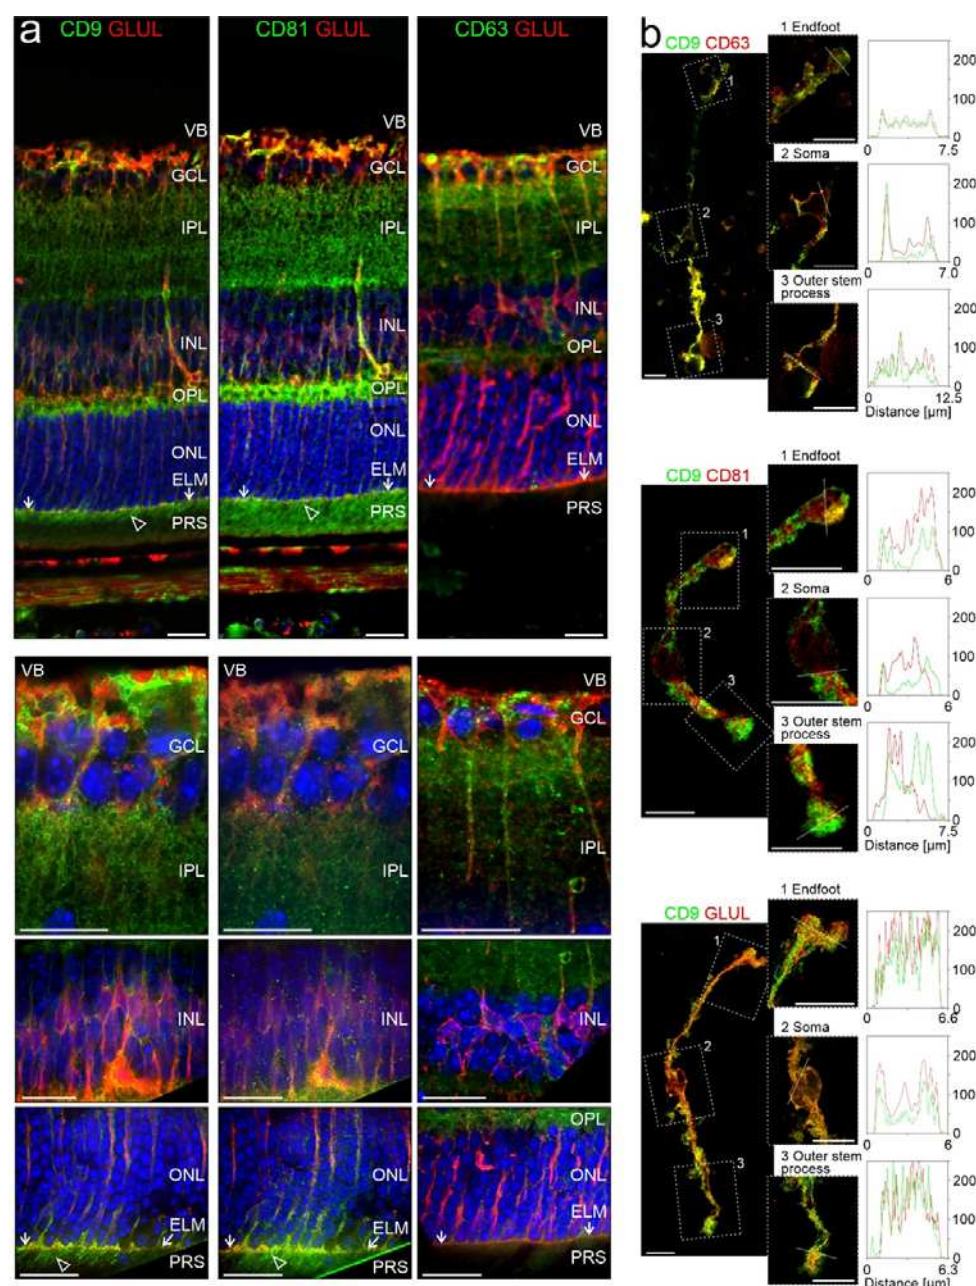 a
CD9 GLUL
CD81 GLUL
CD63 GLUL
VB
GCL
IPL
INL
OPL
ONL
ELM
PRS
VB
GCL
IPL
INL
OPL
ONL
ELM
PRS
VB
GCL
IPL
INL
OPL
ONL
ELM
PRS
VB
GCL
IPL
VB
GCL
IPL
VB
GCL
IPL
INL
INL
INL
ONL
ELM
PRS
ONL
ELM
PRS
OPL
ONL
ELM
PRS
b
CD9 CD63
1
2
3
1 Endfoot
200
100
0
0 7.5
2 Soma
200
100
0
0 7.0
3 Outer stem
process
200
100
0
0 12.5
Distance [µm]
CD9 CD81
1
2
3
1 Endfoot
200
100
0
0 6
2 Soma
200
100
0
0 6
3 Outer stem
process
200
100
0
0 7.5
Distance [µm]
CD9 GLUL
1
2
3
1 Endfoot
200
100
0
0 6.6
2 Soma
200
100
0
0 6
3 Outer stem
process
200
100
0
0 6.3
Distance [µm]